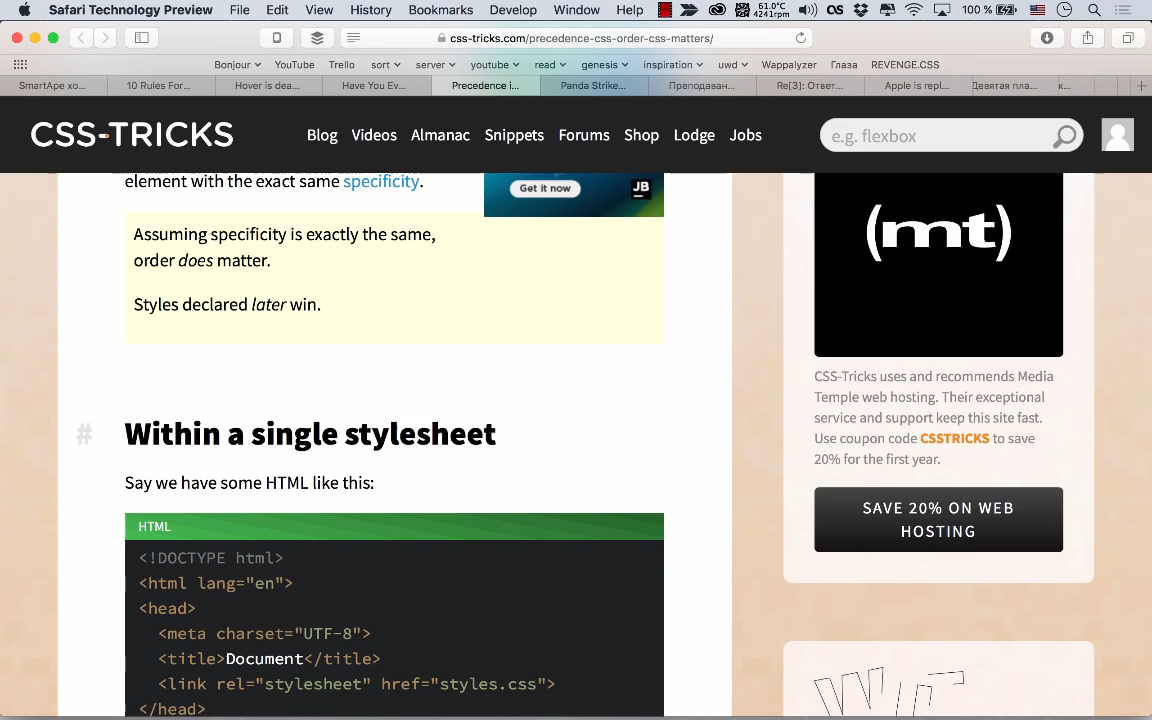 Safari Technology Preview File Edit View History Bookmarks Develop Window Help 61.0°C 4241rpm 100 %
css-tricks.com/precedence-css-order-css-matters/
Bonjour YouTube Trello sort server youtube read genesis inspiration uwd Wappalyzer Глааа REVENGE.CSS
SmartApe хо... 10 Rules For... Hover is dea... Have You Ev... Precedence i... Panda Strike... Преподаван... Re[3]: Ответ... Apple is repl... Девятая пла... к...
CSS-TRICKS Blog Videos Almanac Snippets Forums Shop Lodge Jobs e.g. flexbox
element with the exact same specificity.
Get it now JB
Assuming specificity is exactly the same,
order does matter.
Styles declared later win.
# Within a single stylesheet
Say we have some HTML like this:
HTML
<!DOCTYPE html>
<html lang="en">
<head>
<meta charset="UTF-8">
<title>Document</title>
<link rel="stylesheet" href="styles.css">
</head>
(mt)
CSS-Tricks uses and recommends Media
Temple web hosting. Their exceptional
service and support keep this site fast.
Use coupon code CSSTRICKS to save
20% for the first year.
SAVE 20% ON WEB
HOSTING